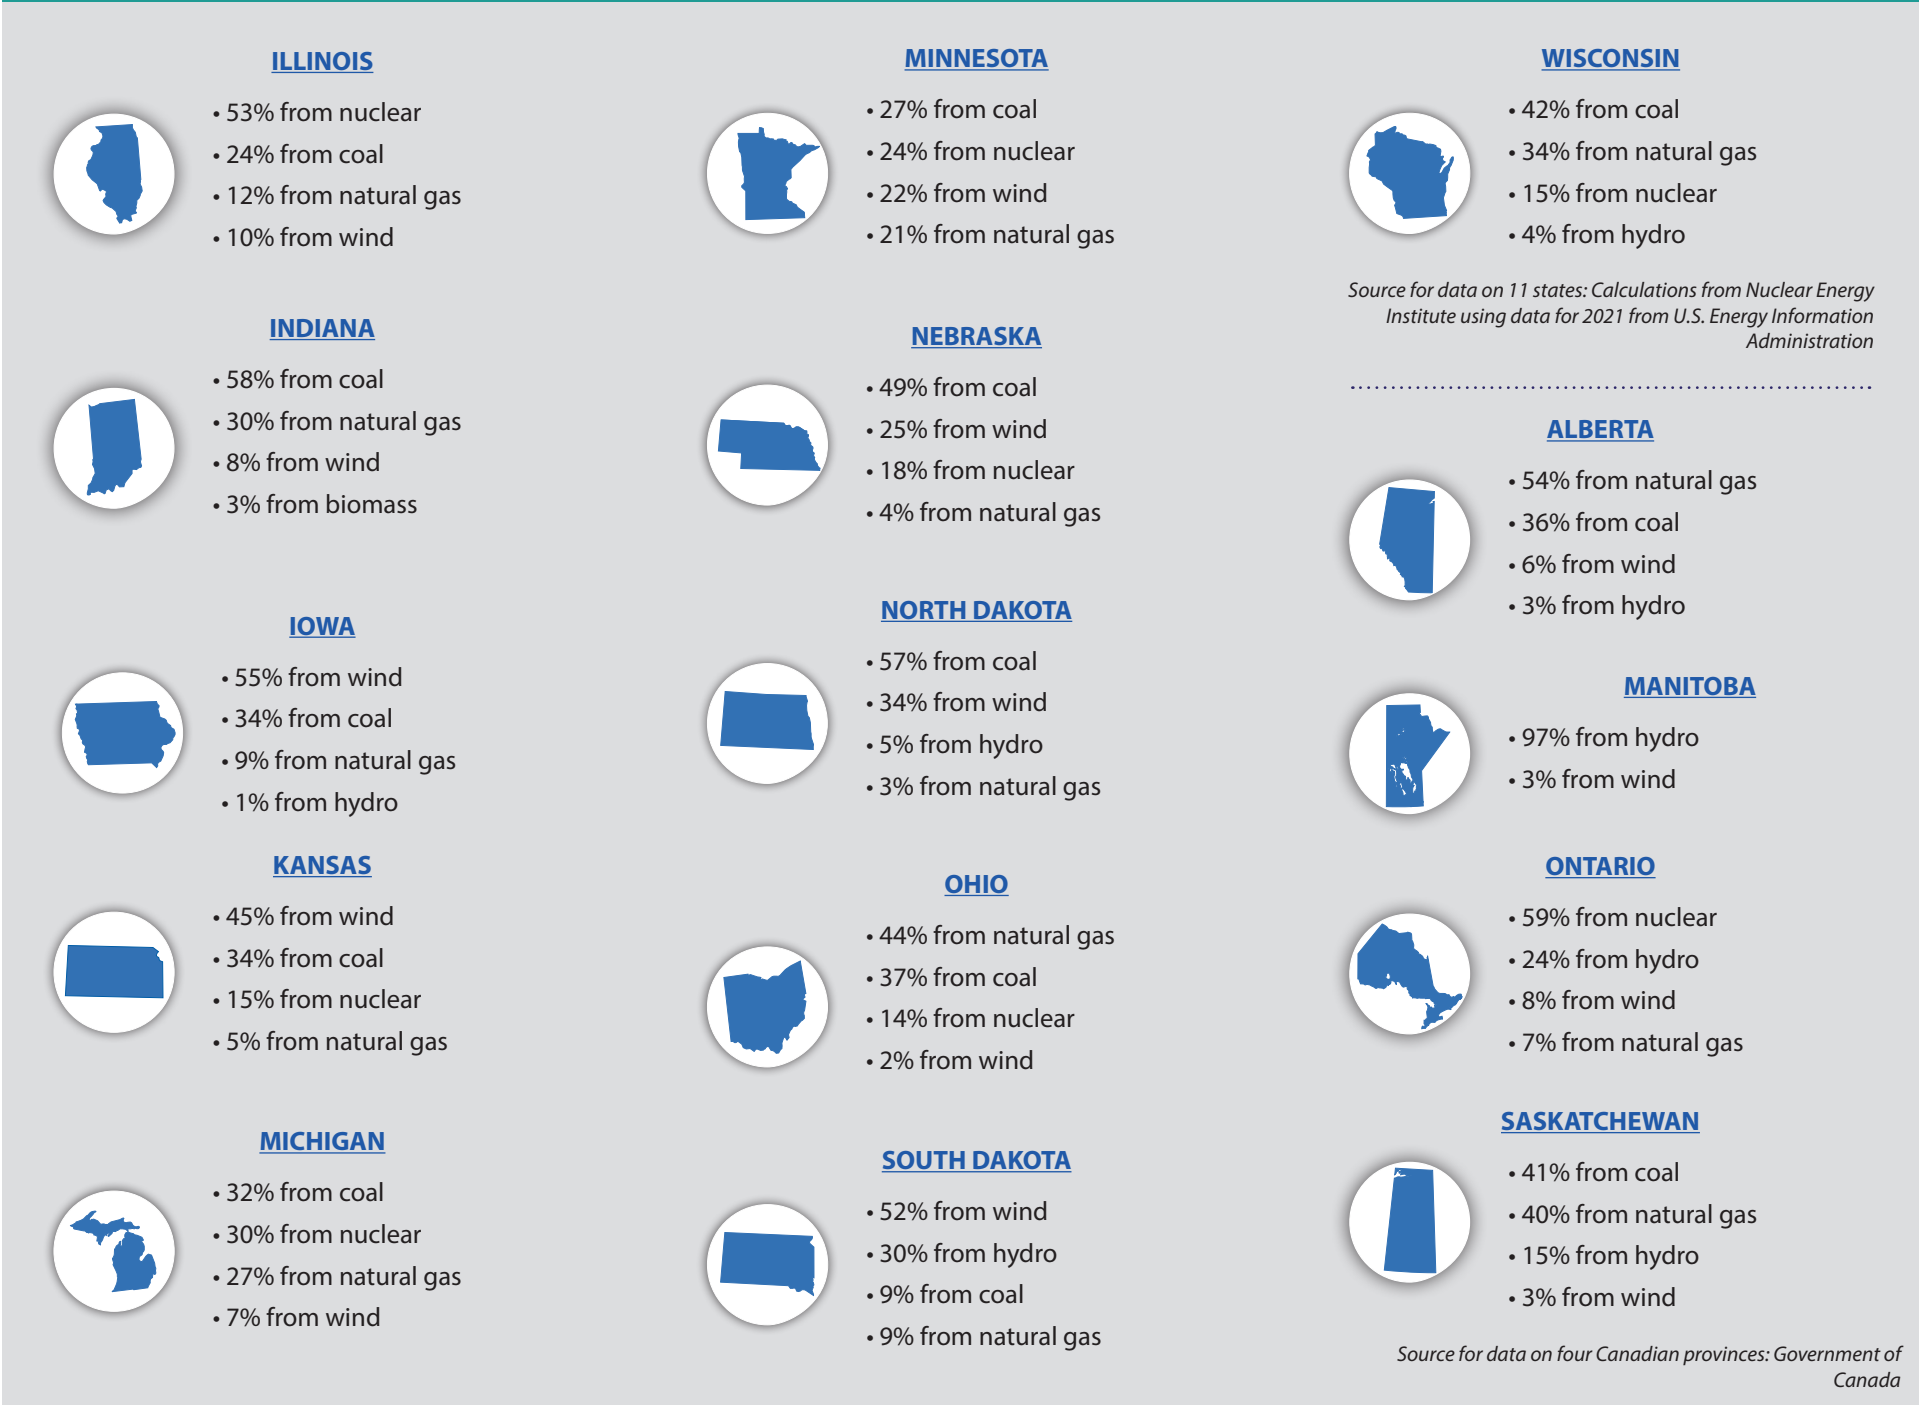 ILLINOIS
• 53% from nuclear
• 24% from coal
• 12% from natural gas
• 10% from wind
INDIANA
• 58% from coal
• 30% from natural gas
• 8% from wind
• 3% from biomass
IOWA
• 55% from wind
• 34% from coal
• 9% from natural gas
• 1% from hydro
KANSAS
• 45% from wind
• 34% from coal
• 15% from nuclear
• 5% from natural gas
MICHIGAN
• 32% from coal
• 30% from nuclear
• 27% from natural gas
• 7% from wind
MINNESOTA
• 27% from coal
• 24% from nuclear
• 22% from wind
• 21% from natural gas
NEBRASKA
• 49% from coal
• 25% from wind
• 18% from nuclear
• 4% from natural gas
NORTH DAKOTA
• 57% from coal
• 34% from wind
• 5% from hydro
• 3% from natural gas
OHIO
• 44% from natural gas
• 37% from coal
• 14% from nuclear
• 2% from wind
SOUTH DAKOTA
• 52% from wind
• 30% from hydro
• 9% from coal
• 9% from natural gas
WISCONSIN
• 42% from coal
• 34% from natural gas
• 15% from nuclear
• 4% from hydro
Source for data on 11 states: Calculations from Nuclear Energy
Institute using data for 2021 from U.S. Energy Information
Administration
ALBERTA
• 54% from natural gas
• 36% from coal
• 6% from wind
• 3% from hydro
MANITOBA
• 97% from hydro
• 3% from wind
ONTARIO
• 59% from nuclear
• 24% from hydro
• 8% from wind
• 7% from natural gas
SASKATCHEWAN
• 41% from coal
• 40% from natural gas
• 15% from hydro
• 3% from wind
Source for data on four Canadian provinces: Government of
Canada